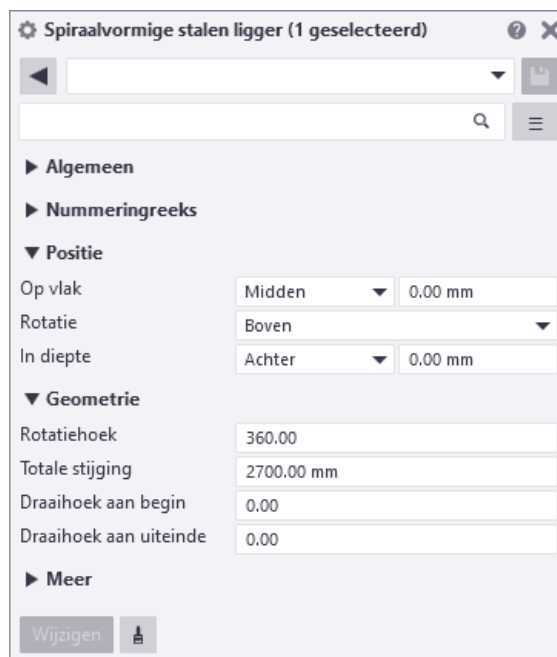 Spiraalvormige stalen ligger (1 geselecteerd)
Algemeen
Nummeringreeks
Positie
Op vlak Midden 0.00 mm
Rotatie Boven
In diepte Achter 0.00 mm
Geometrie
Rotatiehoek 360.00
Totale stijging 2700.00 mm
Draaihoek aan begin 0.00
Draaihoek aan uiteinde 0.00
Meer
Wijzigen